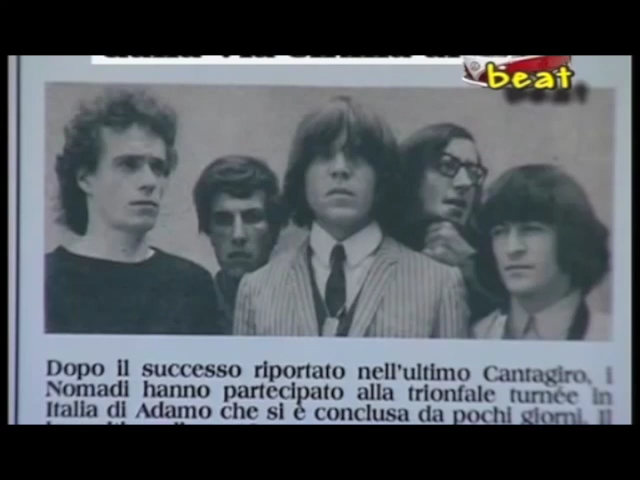 beat
Dopo il successo riportato nell'ultimo Cantagiro, i
Nomadi hanno partecipato alla trionfale turnée in
Italia di Adamo che si è conclusa da pochi giorni. Il